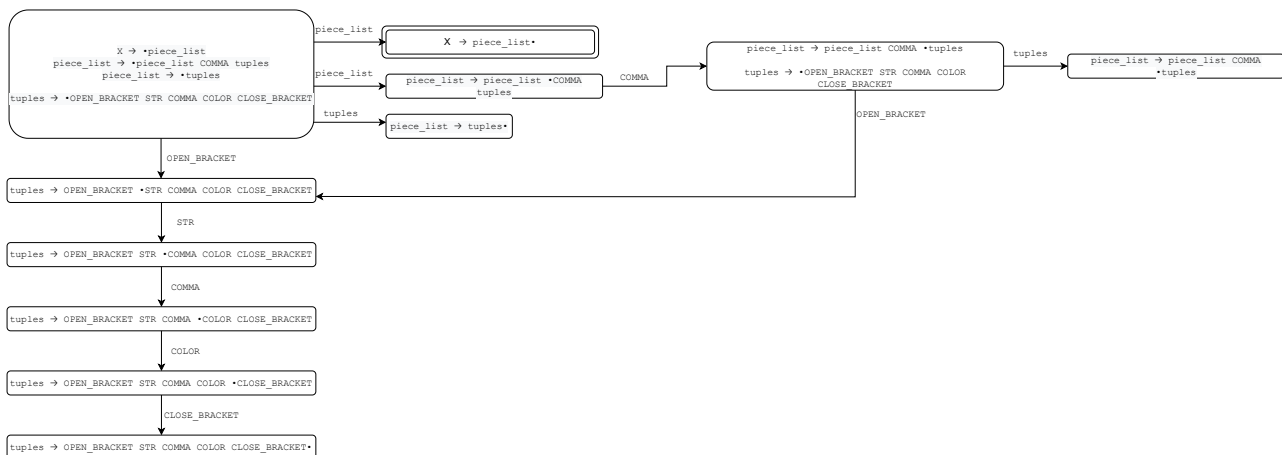 X → •piece_list
piece_list → •piece_list COMMA tuples
piece_list → •tuples
tuples → •OPEN_BRACKET STR COMMA COLOR CLOSE_BRACKET
piece_list
X → piece_list•
piece_list
piece_list → piece_list •COMMA
tuples
COMMA
piece_list → piece_list COMMA •tuples
tuples → •OPEN_BRACKET STR COMMA COLOR
CLOSE_BRACKET
tuples
piece_list → piece_list COMMA
•tuples
tuples
piece_list → tuples•
OPEN_BRACKET
OPEN_BRACKET
tuples → OPEN_BRACKET •STR COMMA COLOR CLOSE_BRACKET
STR
tuples → OPEN_BRACKET STR •COMMA COLOR CLOSE_BRACKET
COMMA
tuples → OPEN_BRACKET STR COMMA •COLOR CLOSE_BRACKET
COLOR
tuples → OPEN_BRACKET STR COMMA COLOR •CLOSE_BRACKET
CLOSE_BRACKET
tuples → OPEN_BRACKET STR COMMA COLOR CLOSE_BRACKET•